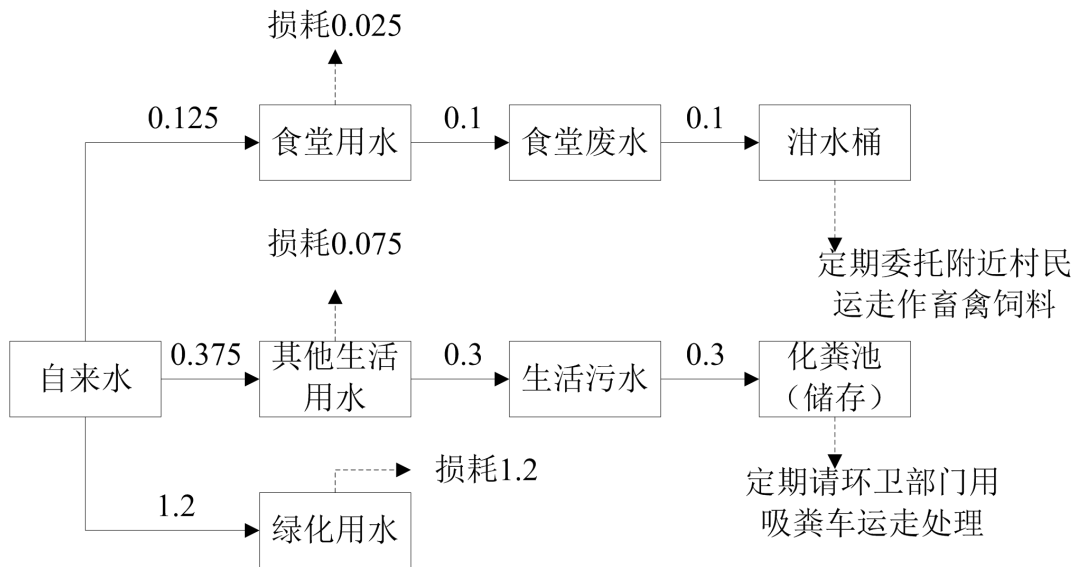 损耗0.025
0.125
食堂用水
0.1
食堂废水
0.1
泔水桶
定期委托附近村民
运走作畜禽饲料
损耗0.075
自来水
0.375
其他生活
用水
0.3
生活污水
0.3
化粪池
（储存）
定期请环卫部门用
吸粪车运走处理
损耗1.2
1.2
绿化用水